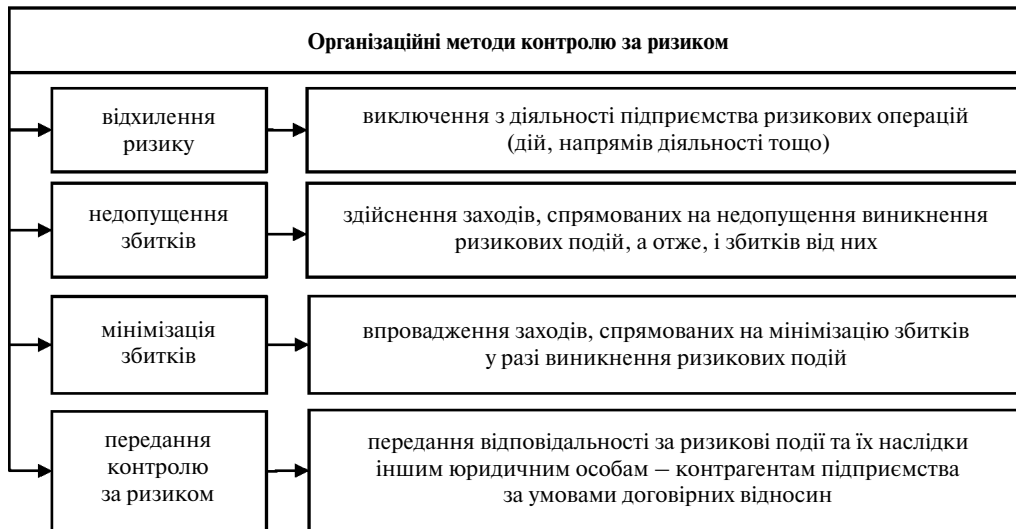 Організаційні методи контролю за ризиком
відхилення
ризику
виключення з діяльності підприємства ризикових операцій
(дій, напрямів діяльності тощо)
недопущення
збитків
здійснення заходів, спрямованих на недопущення виникнення
ризикових подій, а отже, і збитків від них
мінімізація
збитків
впровадження заходів, спрямованих на мінімізацію збитків
у разі виникнення ризикових подій
передання
контролю
за ризиком
передання відповідальності за ризикові події та їх наслідки
іншим юридичним особам – контрагентам підприємства
за умовами договірних відносин